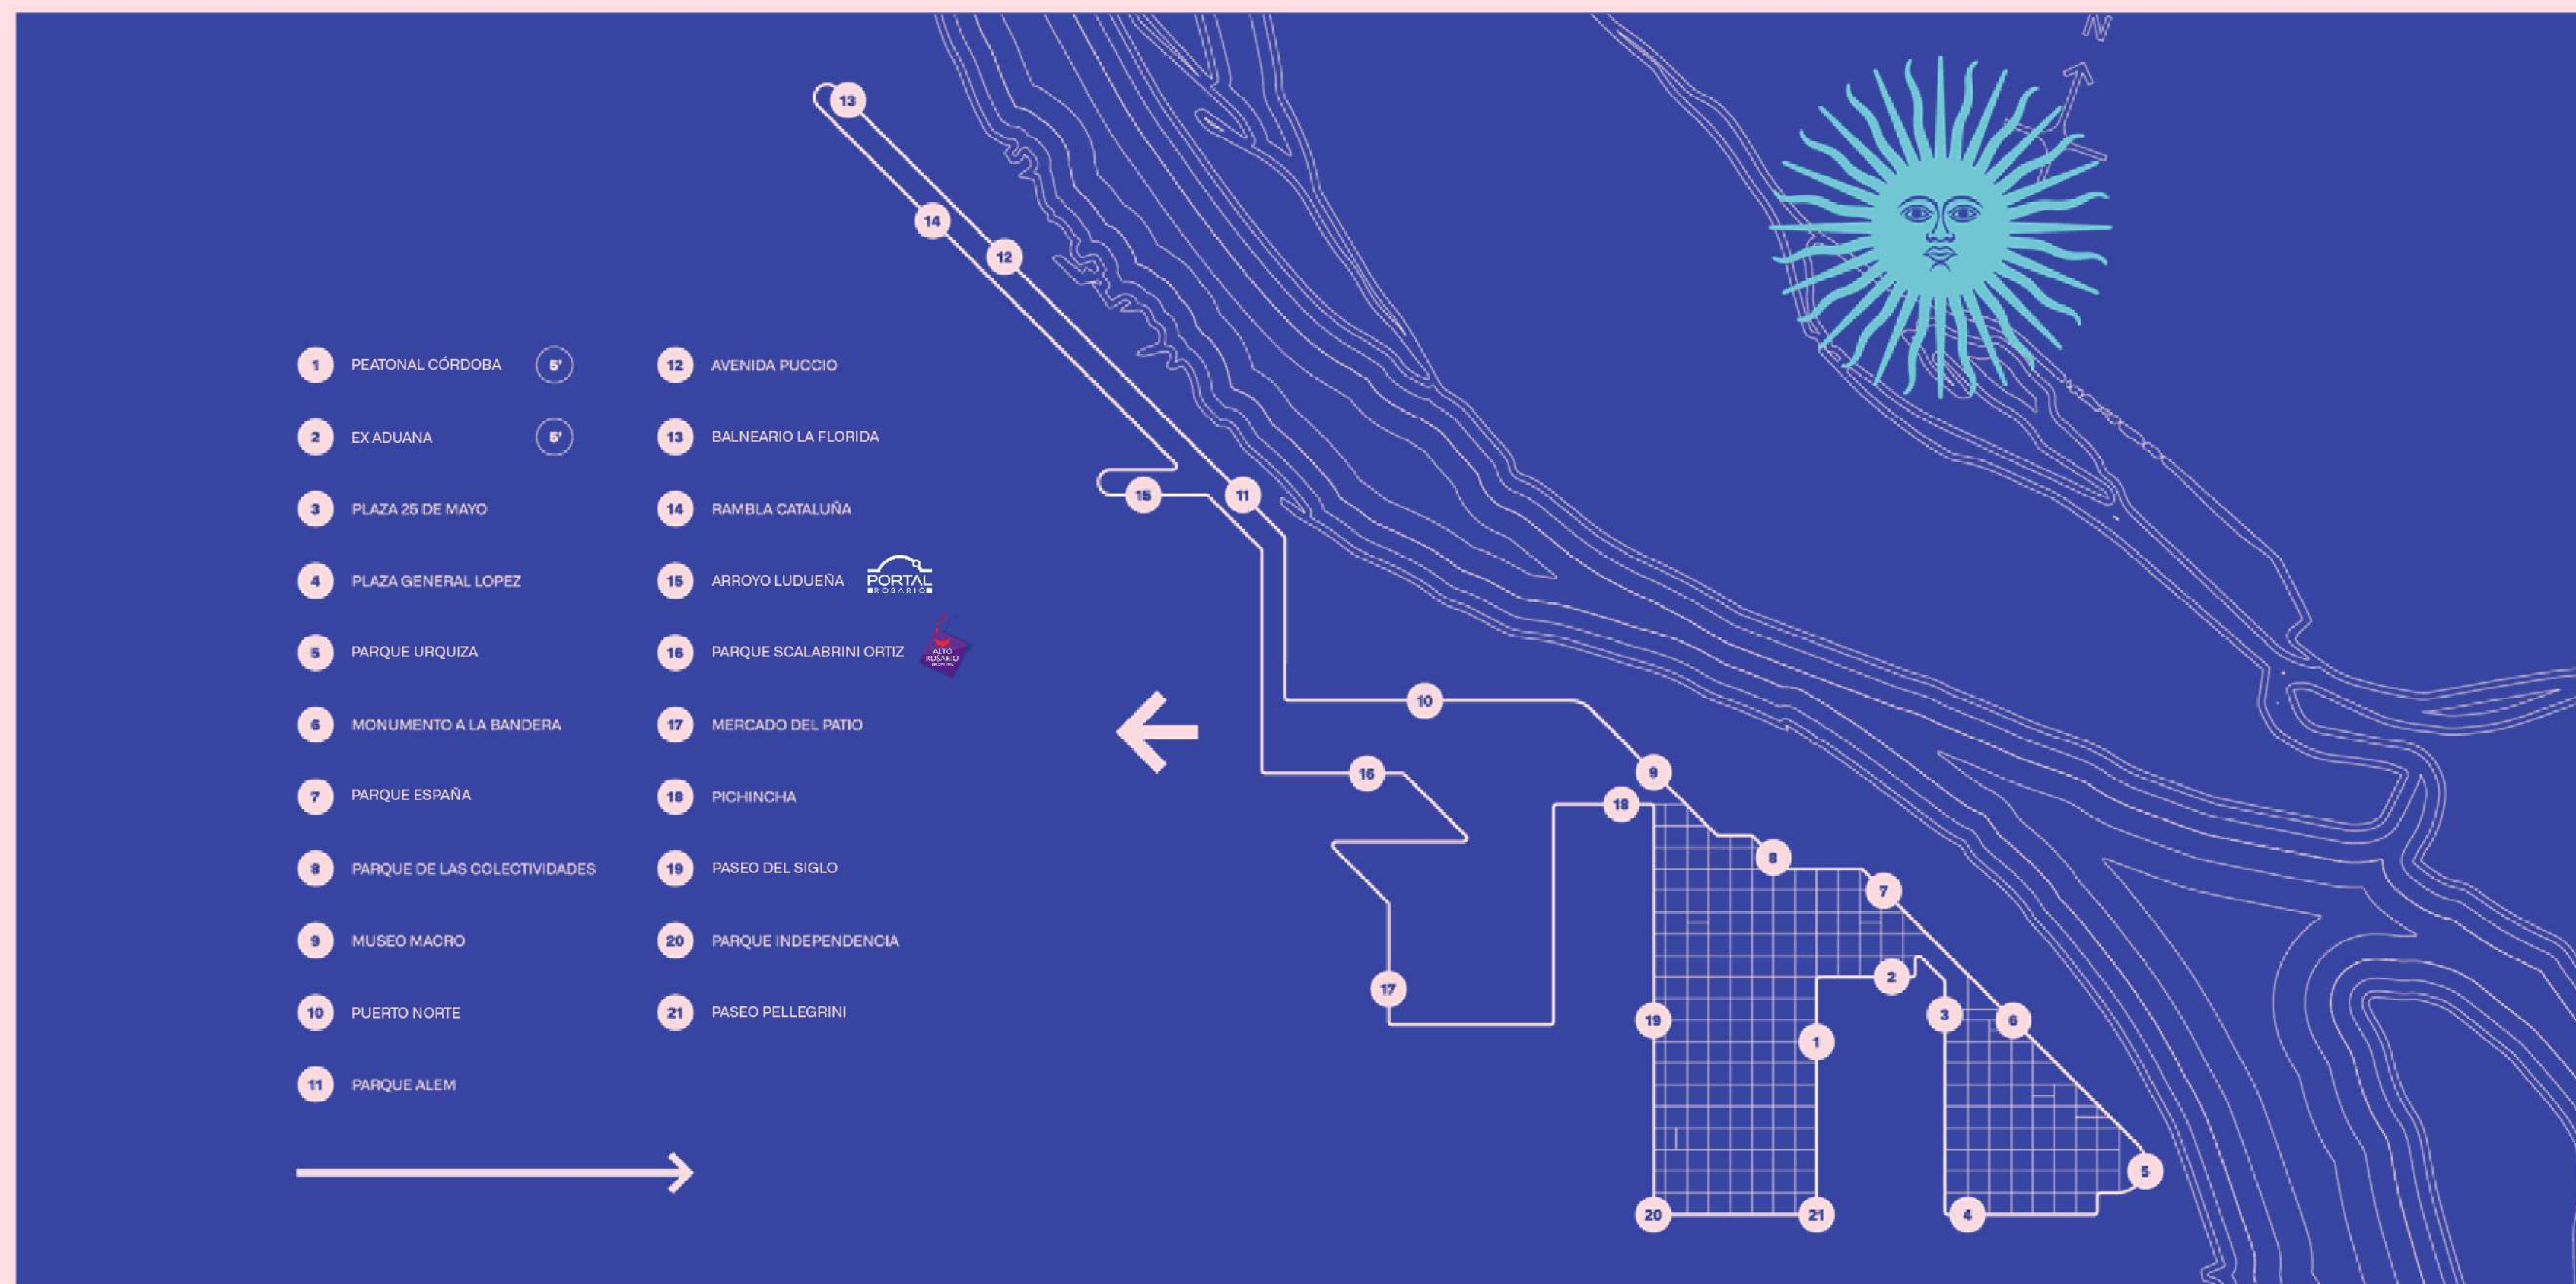 N
1 PEATONAL CÓRDOBA 5'
2 EX ADUANA 5'
3 PLAZA 25 DE MAYO
4 PLAZA GENERAL LOPEZ
5 PARQUE URQUIZA
6 MONUMENTO A LA BANDERA
7 PARQUE ESPAÑA
8 PARQUE DE LAS COLECTIVIDADES
9 MUSEO MACRO
10 PUERTO NORTE
11 PARQUE ALEM
12 AVENIDA PUCCIO
13 BALNEARIO LA FLORIDA
14 RAMBLA CATALUÑA
15 ARROYO LUDUEÑA
PORTAL
ROSARIO
16 PARQUE SCALABRINI ORTIZ
ALTO
ROSARIO
SHOPPING
17 MERCADO DEL PATIO
18 PICHINCHA
19 PASEO DEL SIGLO
20 PARQUE INDEPENDENCIA
21 PASEO PELLEGRINI
13
14
12
15
11
10
9
16
18
8
7
2
17
3
6
19
1
5
20
21
4